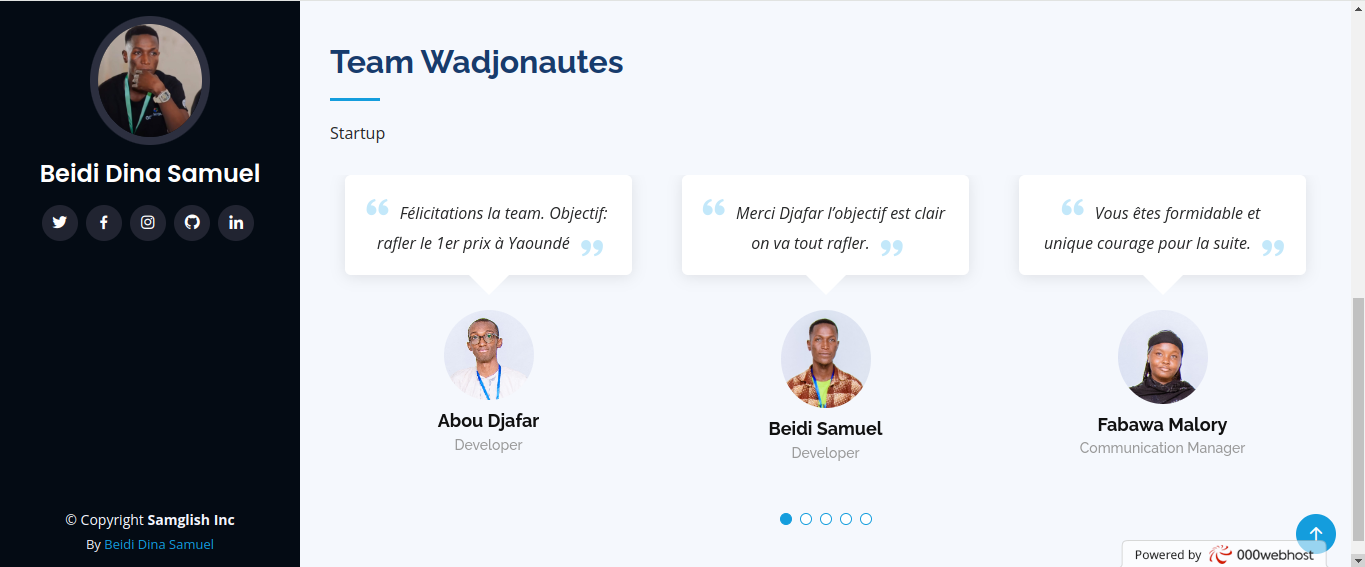 Beidi Dina Samuel
© Copyright Samglish Inc
By Beidi Dina Samuel
Team Wadjonautes
Startup
“ Félicitations la team. Objectif:
rafler le 1er prix à Yaoundé ”
Abou Djafar
Developer
“ Merci Djafar l’objectif est clair
on va tout rafler. ”
Beidi Samuel
Developer
“ Vous êtes formidable et
unique courage pour la suite. ”
Fabawa Malory
Communication Manager
Powered by 000webhost